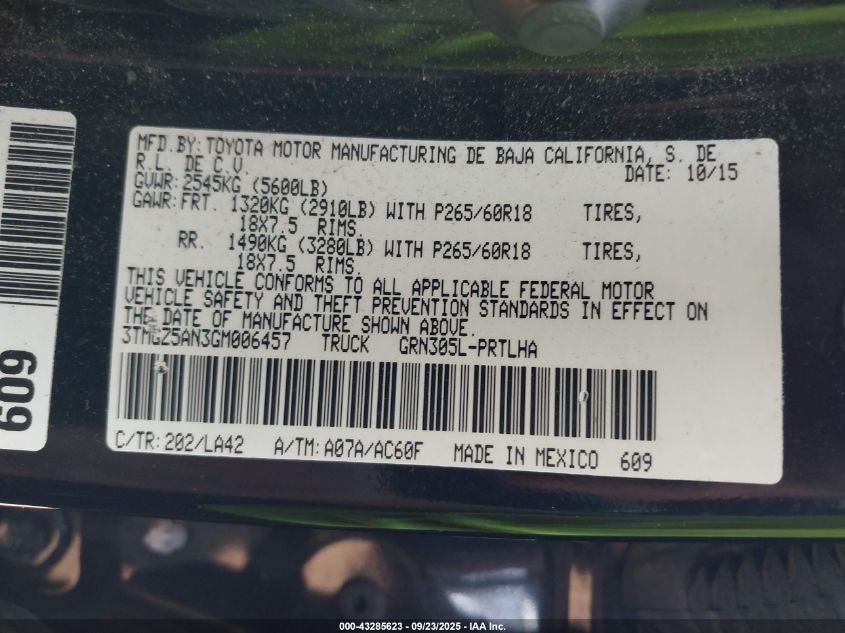 MFD.BY:TOYOTA MOTOR MANUFACTURING DE BAJA CALIFORNIA, S. DE
R.L. DE C.V. DATE: 10/15
GVWR:2545KG (5600LB)
GAWR:FRT. 1320KG (2910LB) WITH P265/60R18 TIRES,
18X7.5 RIMS.
RR. 1490KG (3280LB) WITH P265/60R18 TIRES,
18X7.5 RIMS.
THIS VEHICLE CONFORMS TO ALL APPLICABLE FEDERAL MOTOR
VEHICLE SAFETY AND THEFT PREVENTION STANDARDS IN EFFECT ON
THE DATE OF MANUFACTURE SHOWN ABOVE.
3TMGZ5AN3GM006457 TRUCK GRN305L-PRTLHA
C/TR:202/LA42 A/TM:A07A/AC60F MADE IN MEXICO 609
609
000-43285623 - 09/23/2025 - IAA Inc.